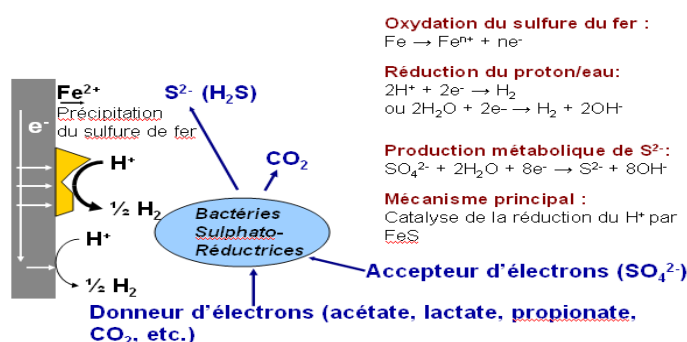 Oxydation du sulfure du fer :
Fe → Feⁿ⁺ + ne⁻
Réduction du proton/eau:
2H⁺ + 2e⁻ → H₂
ou 2H₂O + 2e- → H₂ + 2OH⁻
Production métabolique de S²⁻:
SO₄²⁻ + 2H₂O + 8e⁻ → S²⁻ + 8OH⁻
Mécanisme principal :
Catalyse de la réduction du H⁺ par
FeS
Fe²⁺
Précipitation
du sulfure de fer
e⁻
H⁺
½ H₂
H⁺
½ H₂
S²⁻ (H₂S)
CO₂
Bactéries
Sulphato-
Réductrices
Accepteur d'électrons (SO₄²⁻)
Donneur d'électrons (acétate, lactate, propionate,
CO₂, etc.)